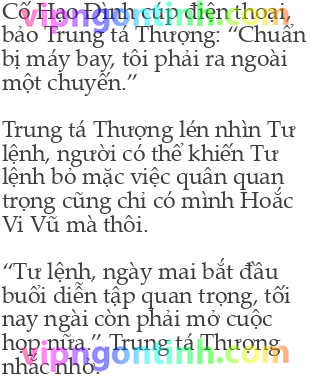 Cố Hạo Đình cúp điện thoại,
bảo Trung tá Thượng: “Chuẩn
bị máy bay, tôi phải ra ngoài
một chuyến.”
Trung tá Thượng lén nhìn Tư
lệnh, người có thể khiến Tư
lệnh bỏ mặc việc quân quan
trọng cũng chỉ có mình Hoắc
Vi Vũ mà thôi.
“Tư lệnh, ngày mai bắt đầu
buổi diễn tập quan trọng, tối
nay ngài còn phải mở cuộc
họp nữa.” Trung tá Thượng
nhắc nhở.
vipngontinh.com
vipngontinh.com